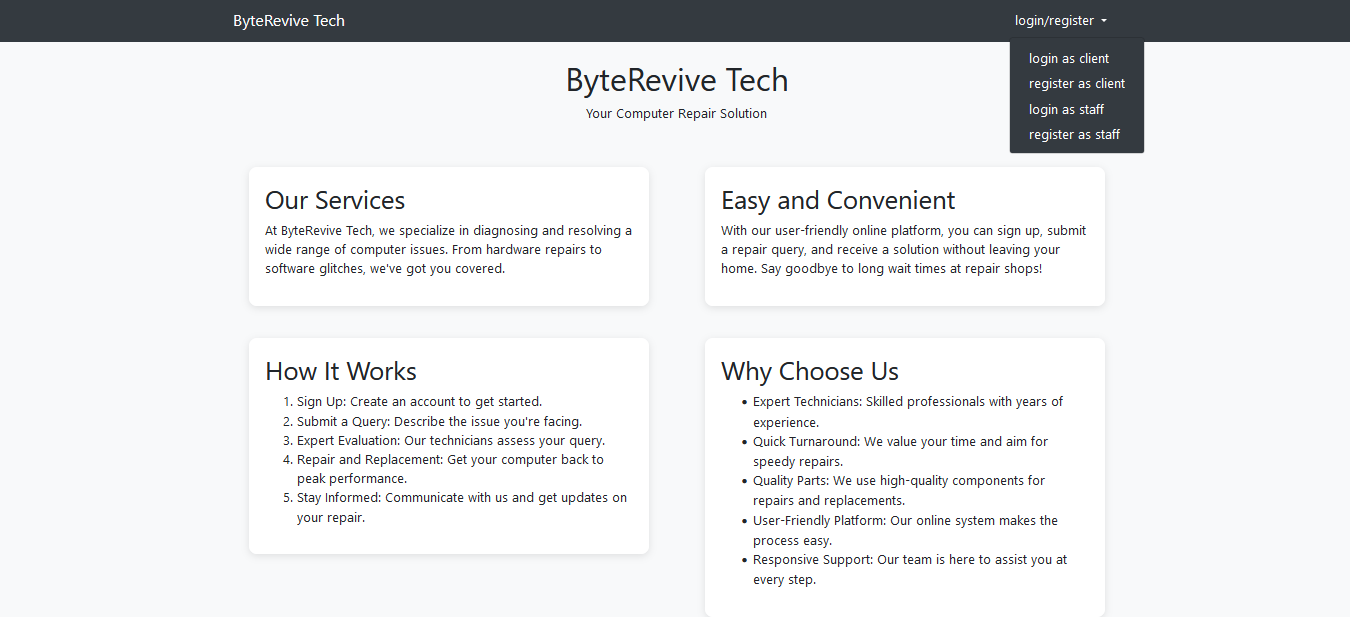 ByteRevive Tech
login/register
login as client
register as client
login as staff
register as staff
ByteRevive Tech
Your Computer Repair Solution
Our Services
At ByteRevive Tech, we specialize in diagnosing and resolving a
wide range of computer issues. From hardware repairs to
software glitches, we've got you covered.
Easy and Convenient
With our user-friendly online platform, you can sign up, submit
a repair query, and receive a solution without leaving your
home. Say goodbye to long wait times at repair shops!
How It Works
1. Sign Up: Create an account to get started.
2. Submit a Query: Describe the issue you're facing.
3. Expert Evaluation: Our technicians assess your query.
4. Repair and Replacement: Get your computer back to
peak performance.
5. Stay Informed: Communicate with us and get updates on
your repair.
Why Choose Us
• Expert Technicians: Skilled professionals with years of
experience.
• Quick Turnaround: We value your time and aim for
speedy repairs.
• Quality Parts: We use high-quality components for
repairs and replacements.
• User-Friendly Platform: Our online system makes the
process easy.
• Responsive Support: Our team is here to assist you at
every step.